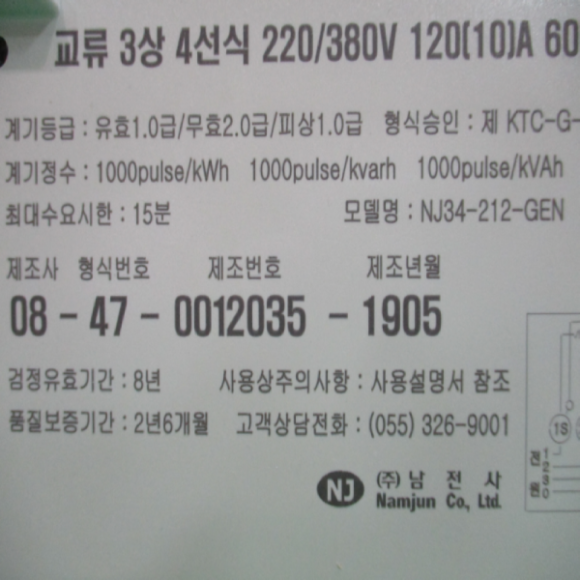 교류 3상 4선식 220/380V 120(10)A 60
계기등급 : 유효1.0급/무효2.0급/피상1.0급 형식승인 : 제 KTC-G-
계기정수 : 1000pulse/kWh 1000pulse/kvarh 1000pulse/kVAh
최대수요시한 : 15분 모델명 : NJ34-212-GEN
제조사 형식번호 제조번호 제조년월
08 - 47 - 0012035 - 1905
검정유효기간 : 8년 사용상주의사항 : 사용설명서 참조
품질보증기간 : 2년6개월 고객상담전화 : (055) 326-9001
NJ (주) 남 전 사
Namjun Co., Ltd.
1S
1
2
3
0